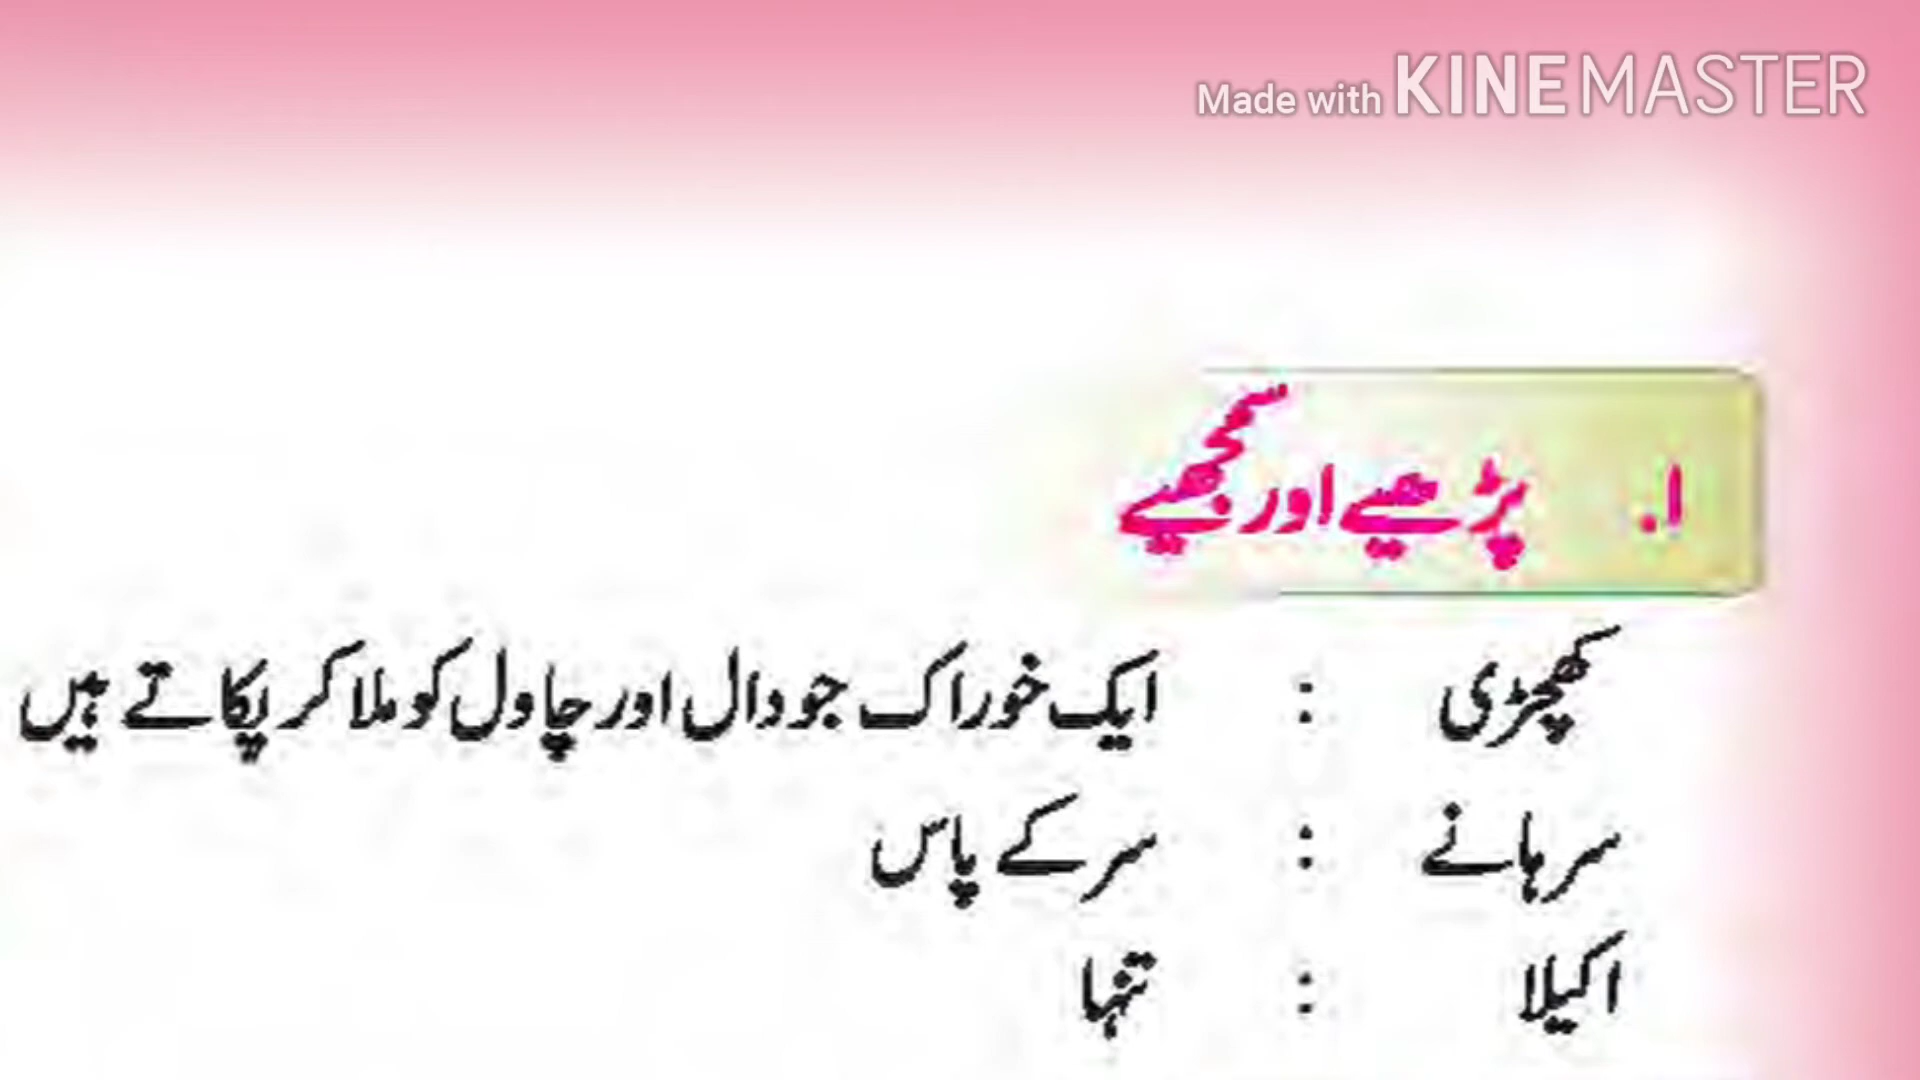 Made with KINEMASTER
۱. پڑھیے اور سمجھیے
کھچڑی : ایک خوراک جو دال اور چاول کو ملا کر پکاتے ہیں
سرہانے : سر کے پاس
اکیلا : تنہا